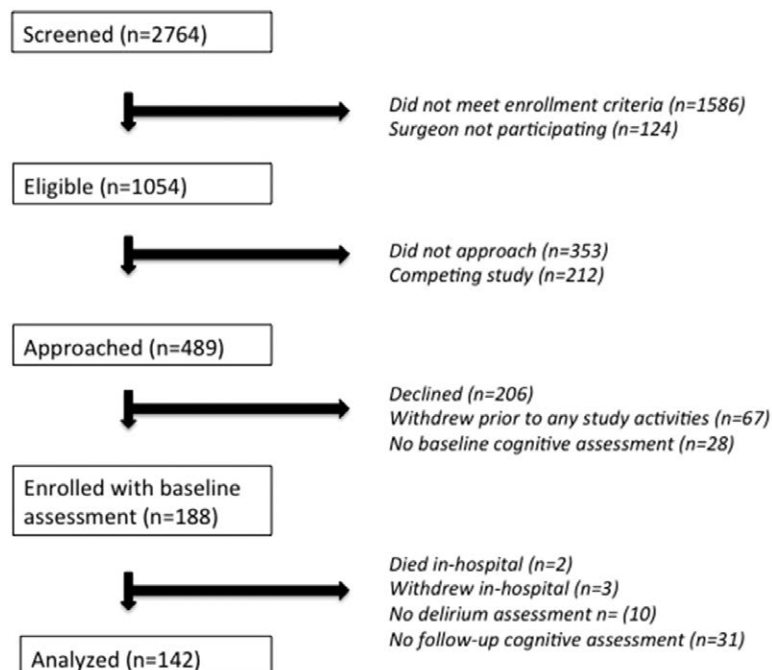 Screened (n=2764)
Did not meet enrollment criteria (n=1586)
Surgeon not participating (n=124)
Eligible (n=1054)
Did not approach (n=353)
Competing study (n=212)
Approached (n=489)
Declined (n=206)
Withdrew prior to any study activities (n=67)
No baseline cognitive assessment (n=28)
Enrolled with baseline
assessment (n=188)
Died in-hospital (n=2)
Withdrew in-hospital (n=3)
No delirium assessment n= (10)
No follow-up cognitive assessment (n=31)
Analyzed (n=142)